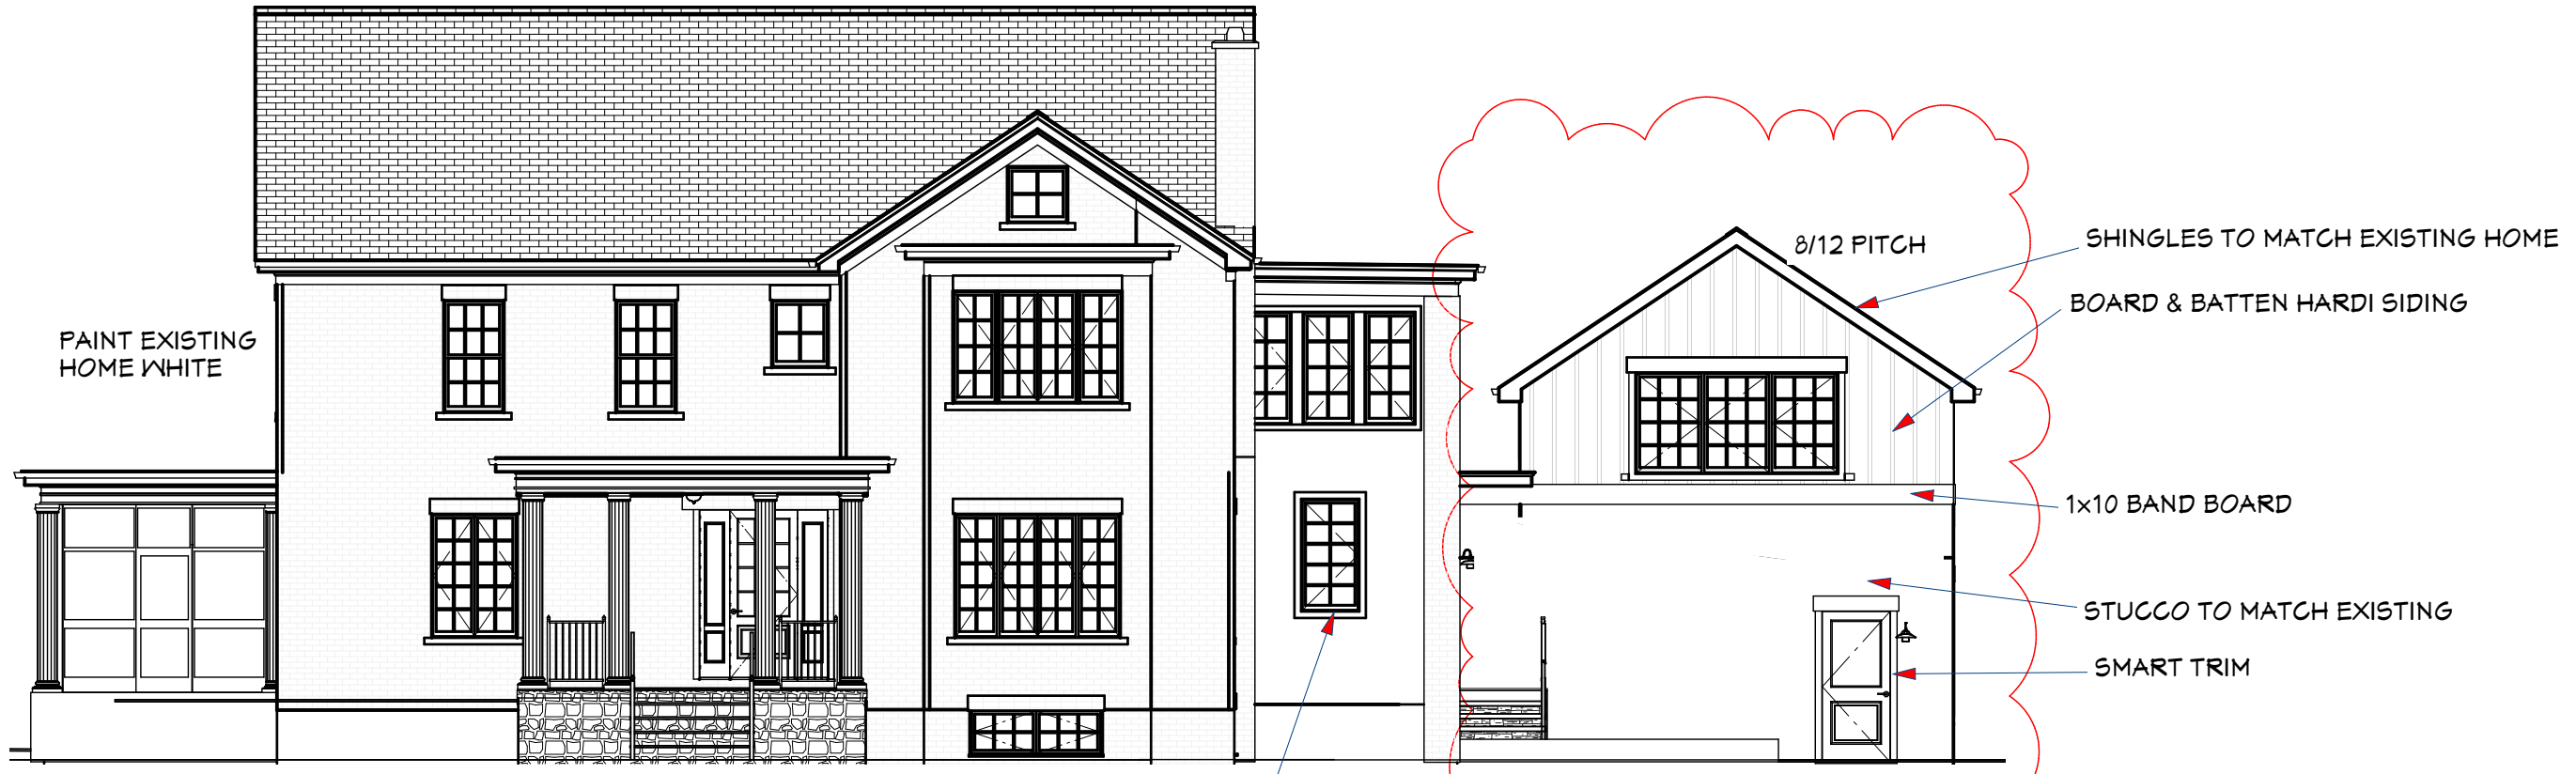 PAINT EXISTING
HOME WHITE
8/12 PITCH
SHINGLES TO MATCH EXISTING HOME
BOARD & BATTEN HARDI SIDING
1x10 BAND BOARD
STUCCO TO MATCH EXISTING
SMART TRIM